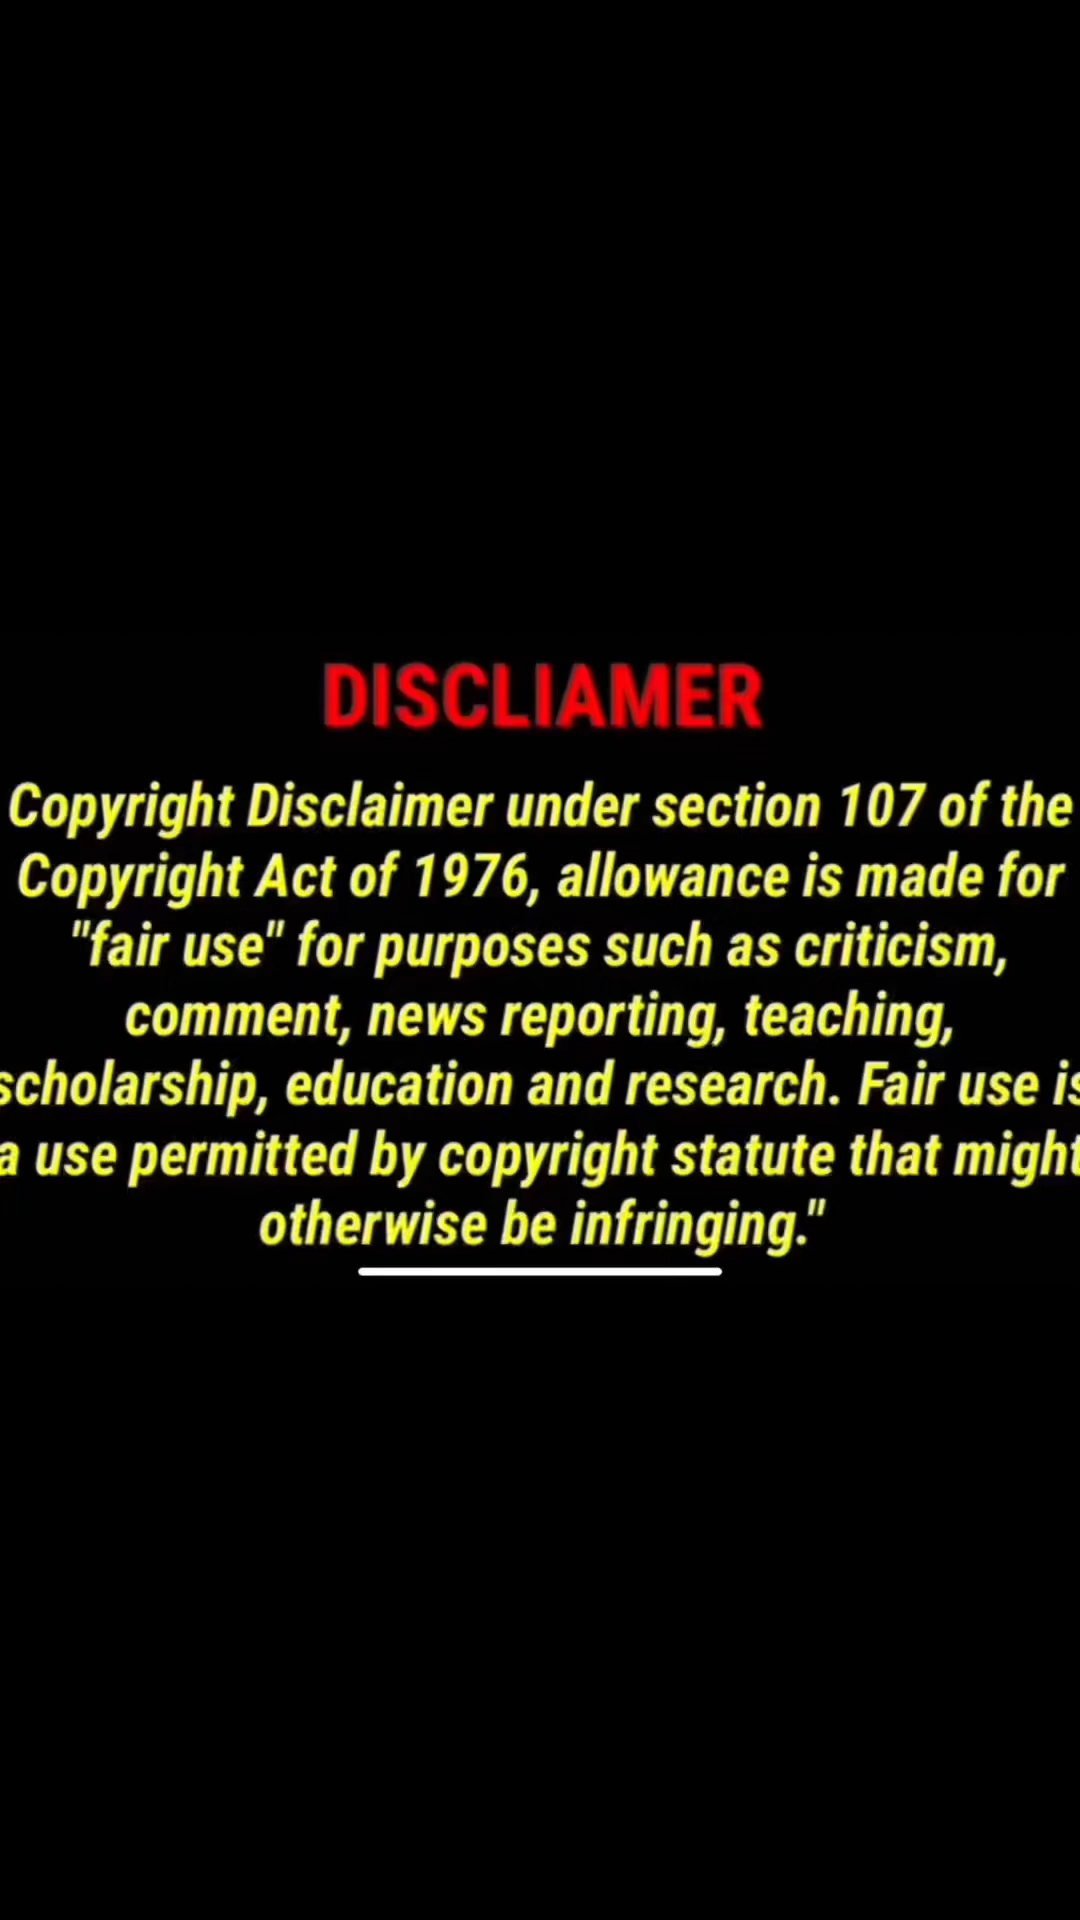 DISCLIAMER
Copyright Disclaimer under section 107 of the
Copyright Act of 1976, allowance is made for
"fair use" for purposes such as criticism,
comment, news reporting, teaching,
scholarship, education and research. Fair use is
a use permitted by copyright statute that might
otherwise be infringing."